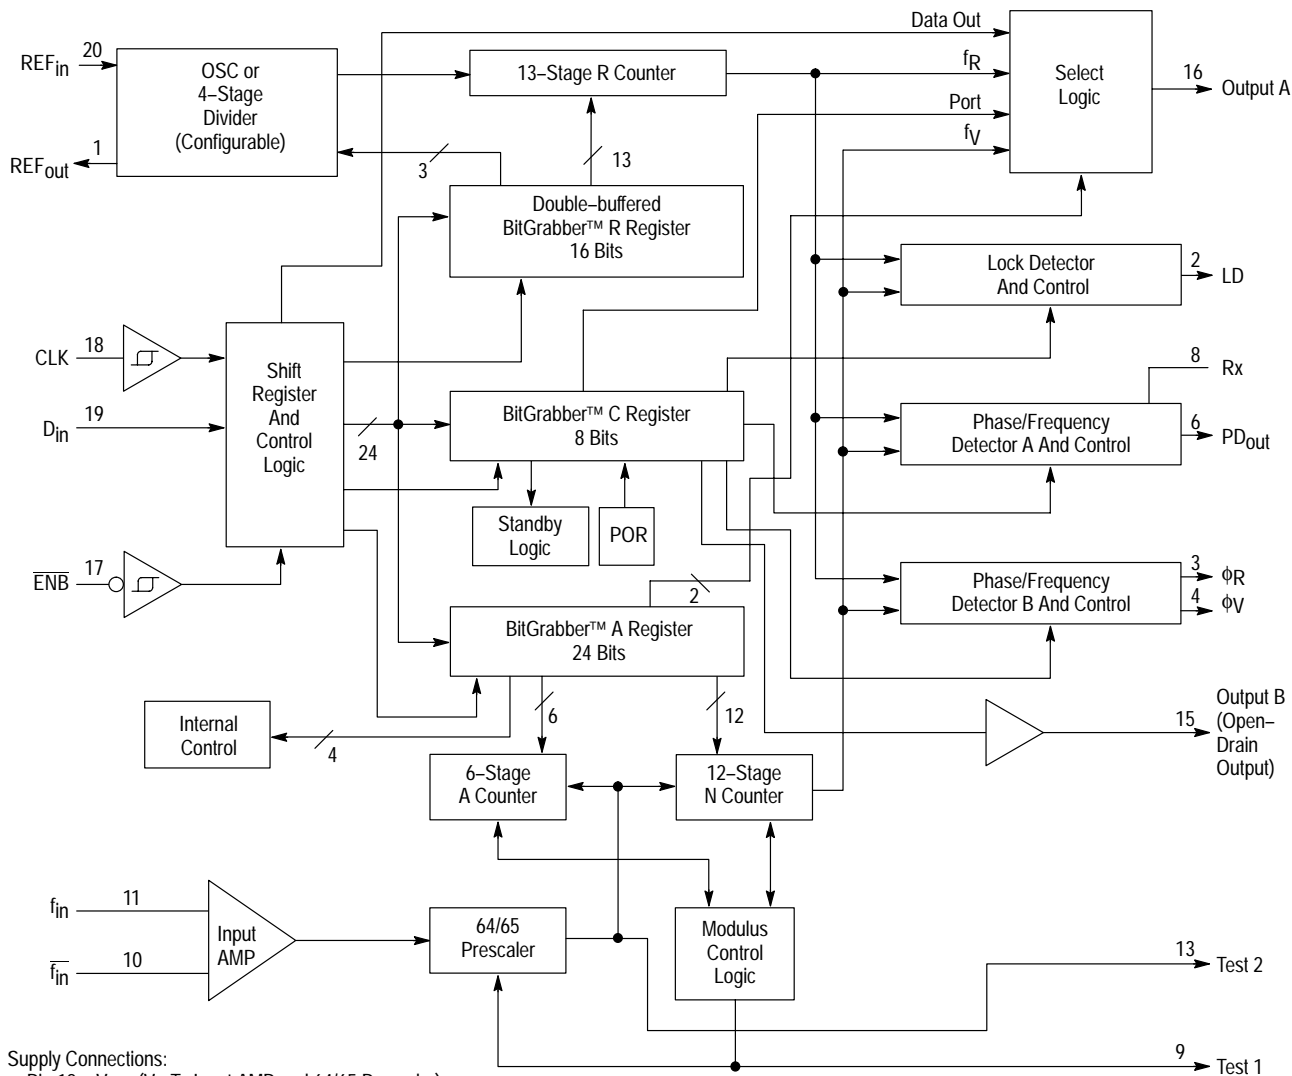 Data Out
REFin
20
OSC or
4–Stage
Divider
(Configurable)
13–Stage R Counter
fR
Select
Logic
16
Output A
Port
fV
REFout
1
3
13
Double–buffered
BitGrabber™ R Register
16 Bits
Lock Detector
And Control
2
LD
CLK
18
Shift
Register
And
Control
Logic
8
Rx
Din
19
24
BitGrabber™ C Register
8 Bits
Phase/Frequency
Detector A And Control
6
PDout
Standby
Logic
POR
ENB
17
2
Phase/Frequency
Detector B And Control
3
ϕR
4
ϕV
BitGrabber™ A Register
24 Bits
Internal
Control
4
6
12
15
Output B
(Open–
Drain
Output)
6–Stage
A Counter
12–Stage
N Counter
fin
11
Input
AMP
64/65
Prescaler
Modulus
Control
Logic
fin
10
13
Test 2
9
Test 1
Supply Connections: